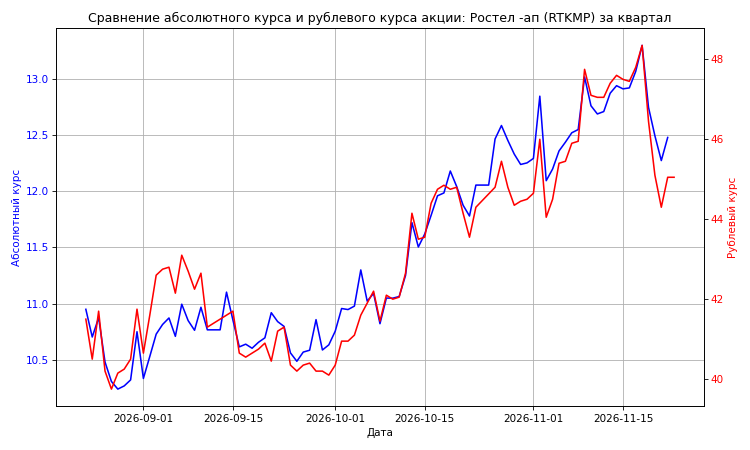 Сравнение абсолютного курса и рублевого курса акции: Ростел -ап (RTKMP) за квартал
Абсолютный курс
13.0
12.5
12.0
11.5
11.0
10.5
48
46
44
42
40
Рублевый курс
2026-09-01 2026-09-15 2026-10-01 2026-10-15 2026-11-01 2026-11-15
Дата